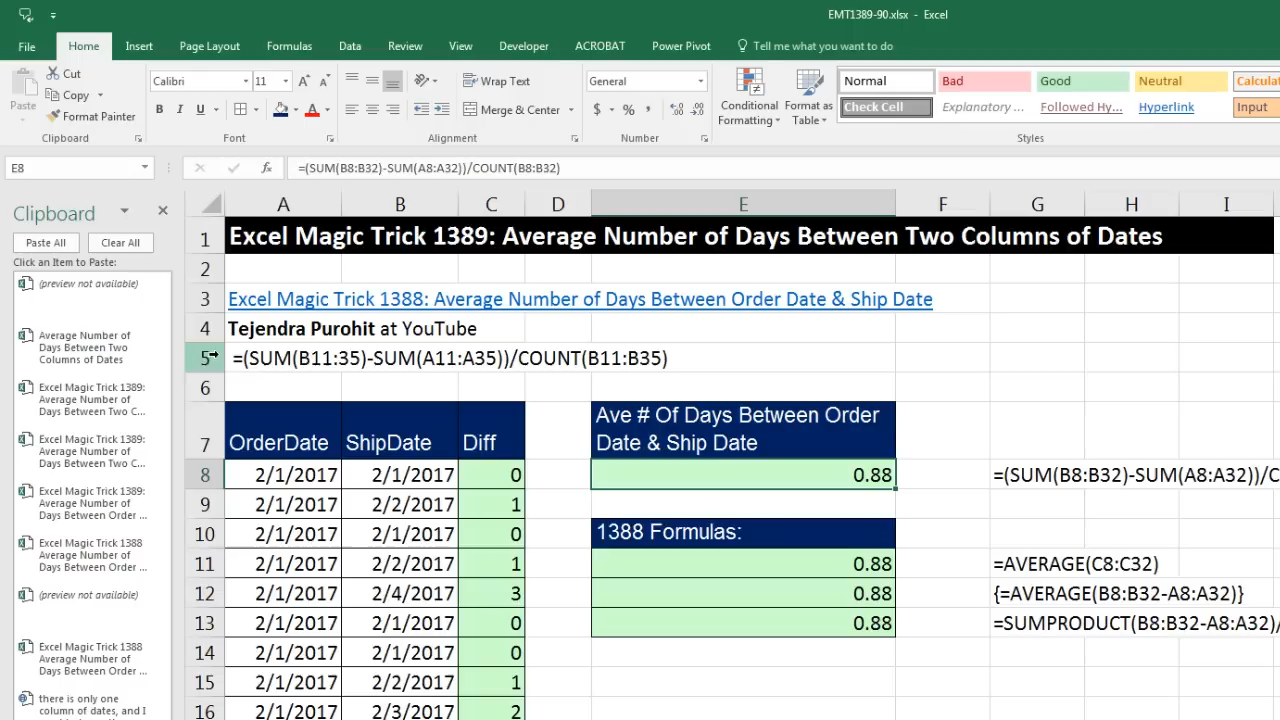 EMT1389-90.xlsx - Excel
File Home Insert Page Layout Formulas Data Review View Developer ACROBAT Power Pivot Tell me what you want to do
Paste
Cut
Copy
Format Painter
Clipboard
Calibri 11
B I U
Font
Wrap Text
Merge & Center
Alignment
General
$ % ,
Number
Conditional Formatting
Format as Table
Normal Bad Good Neutral
Check Cell Explanatory ... Followed Hy... Hyperlink Input
Styles
E8 fx =(SUM(B8:B32)-SUM(A8:A32))/COUNT(B8:B32)
Clipboard
Paste All Clear All
Click an Item to Paste:
(preview not available)
Average Number of
Days Between Two
Columns of Dates
Excel Magic Trick 1389:
Average Number of
Days Between Two C...
Excel Magic Trick 1389:
Average Number of
Days Between Two C...
Excel Magic Trick 1389:
Average Number of
Days Between Order ...
Excel Magic Trick 1388
Average Number of
Days Between Order ...
(preview not available)
Excel Magic Trick 1388
Average Number of
Days Between Order ...
there is only one
column of dates, and I
A B C D E F G H I
1 Excel Magic Trick 1389: Average Number of Days Between Two Columns of Dates
2
3 Excel Magic Trick 1388: Average Number of Days Between Order Date & Ship Date
4 Tejendra Purohit at YouTube
5 =(SUM(B11:35)-SUM(A11:A35))/COUNT(B11:B35)
6
7 OrderDate ShipDate Diff Ave # Of Days Between Order
Date & Ship Date
8 2/1/2017 2/1/2017 0 0.88 =(SUM(B8:B32)-SUM(A8:A32))/C
9 2/1/2017 2/2/2017 1
10 2/1/2017 2/1/2017 0 1388 Formulas:
11 2/1/2017 2/2/2017 1 0.88 =AVERAGE(C8:C32)
12 2/1/2017 2/4/2017 3 0.88 {=AVERAGE(B8:B32-A8:A32)}
13 2/1/2017 2/1/2017 0 0.88 =SUMPRODUCT(B8:B32-A8:A32)/
14 2/1/2017 2/1/2017 0
15 2/1/2017 2/2/2017 1
16 2/1/2017 2/3/2017 2